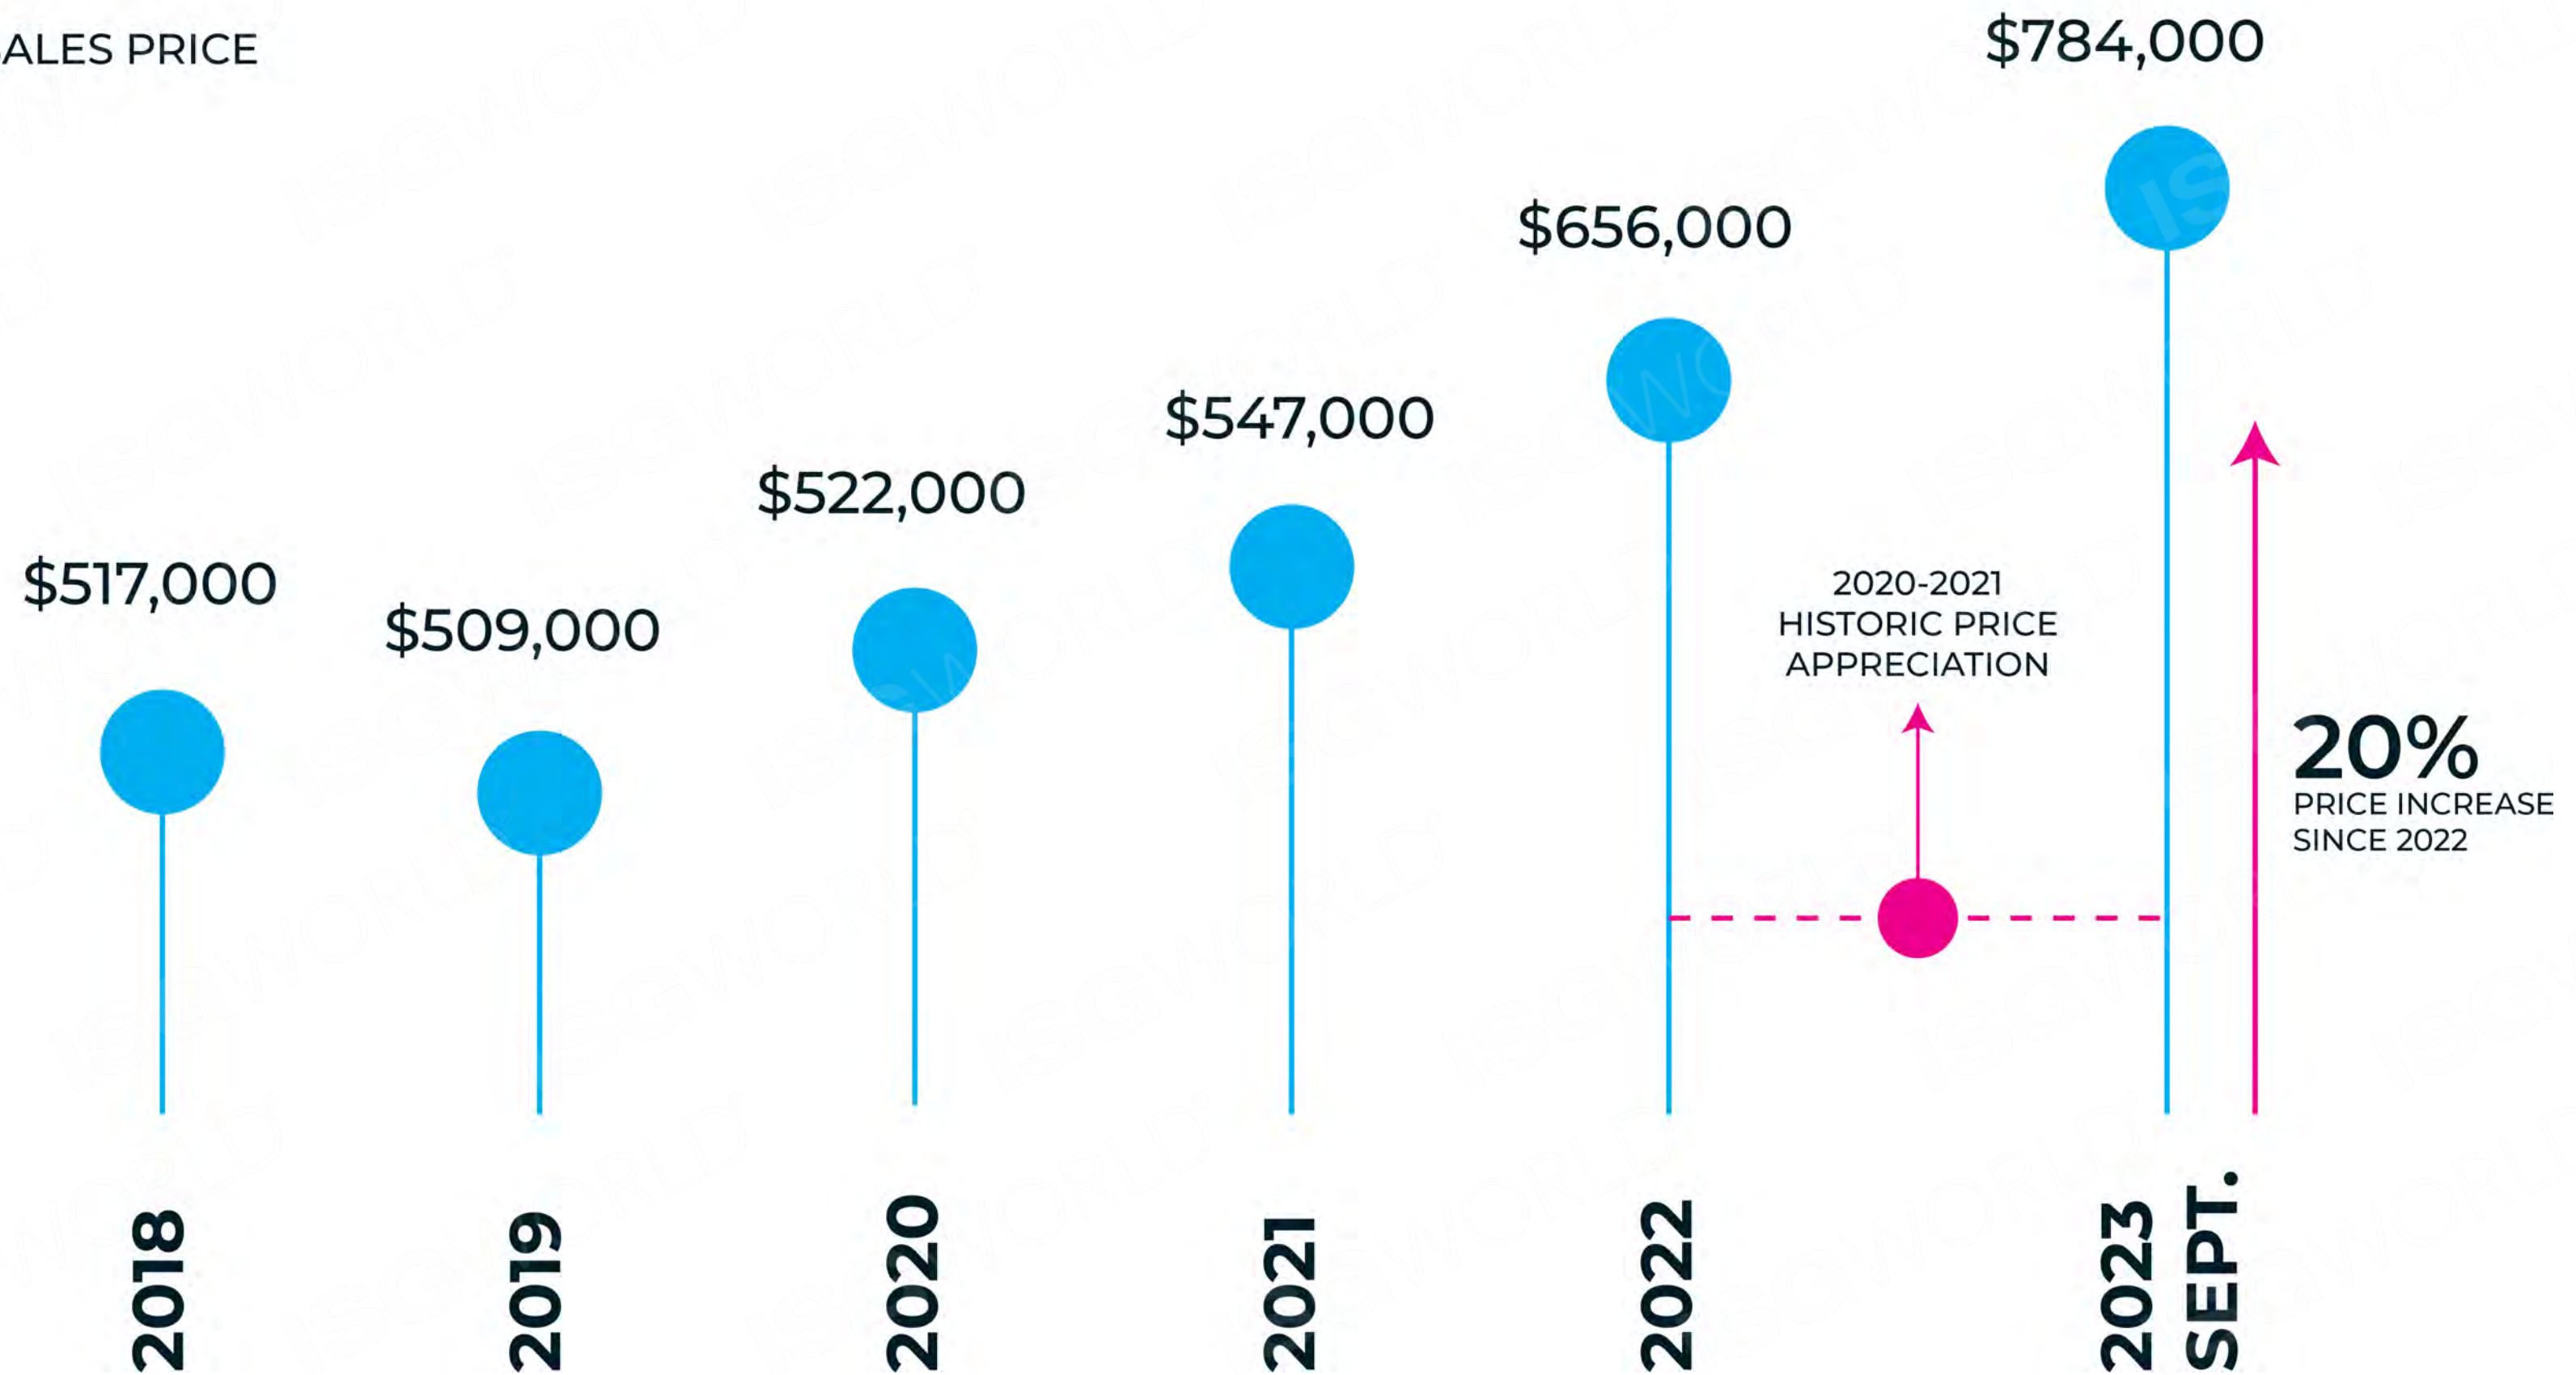 ALES PRICE
$784,000
$656,000
$547,000
$522,000
$517,000
$509,000
2020-2021
HISTORIC PRICE
APPRECIATION
20%
PRICE INCREASE
SINCE 2022
2018
2019
2020
2021
2022
2023
SEPT.
ISGWORLD